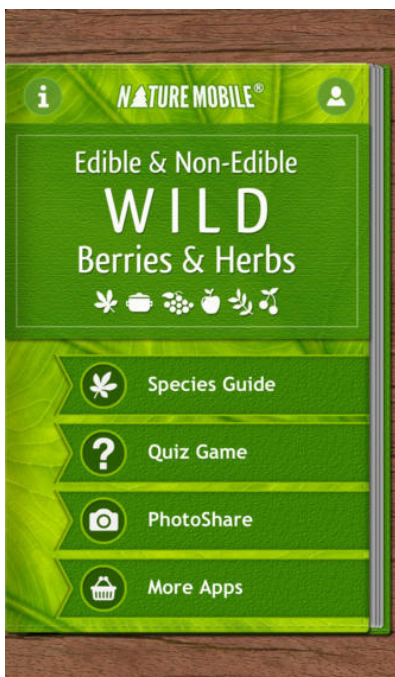 i
NATURE MOBILE®
Edible & Non-Edible
WILD
Berries & Herbs
?
Species Guide
Quiz Game
PhotoShare
More Apps